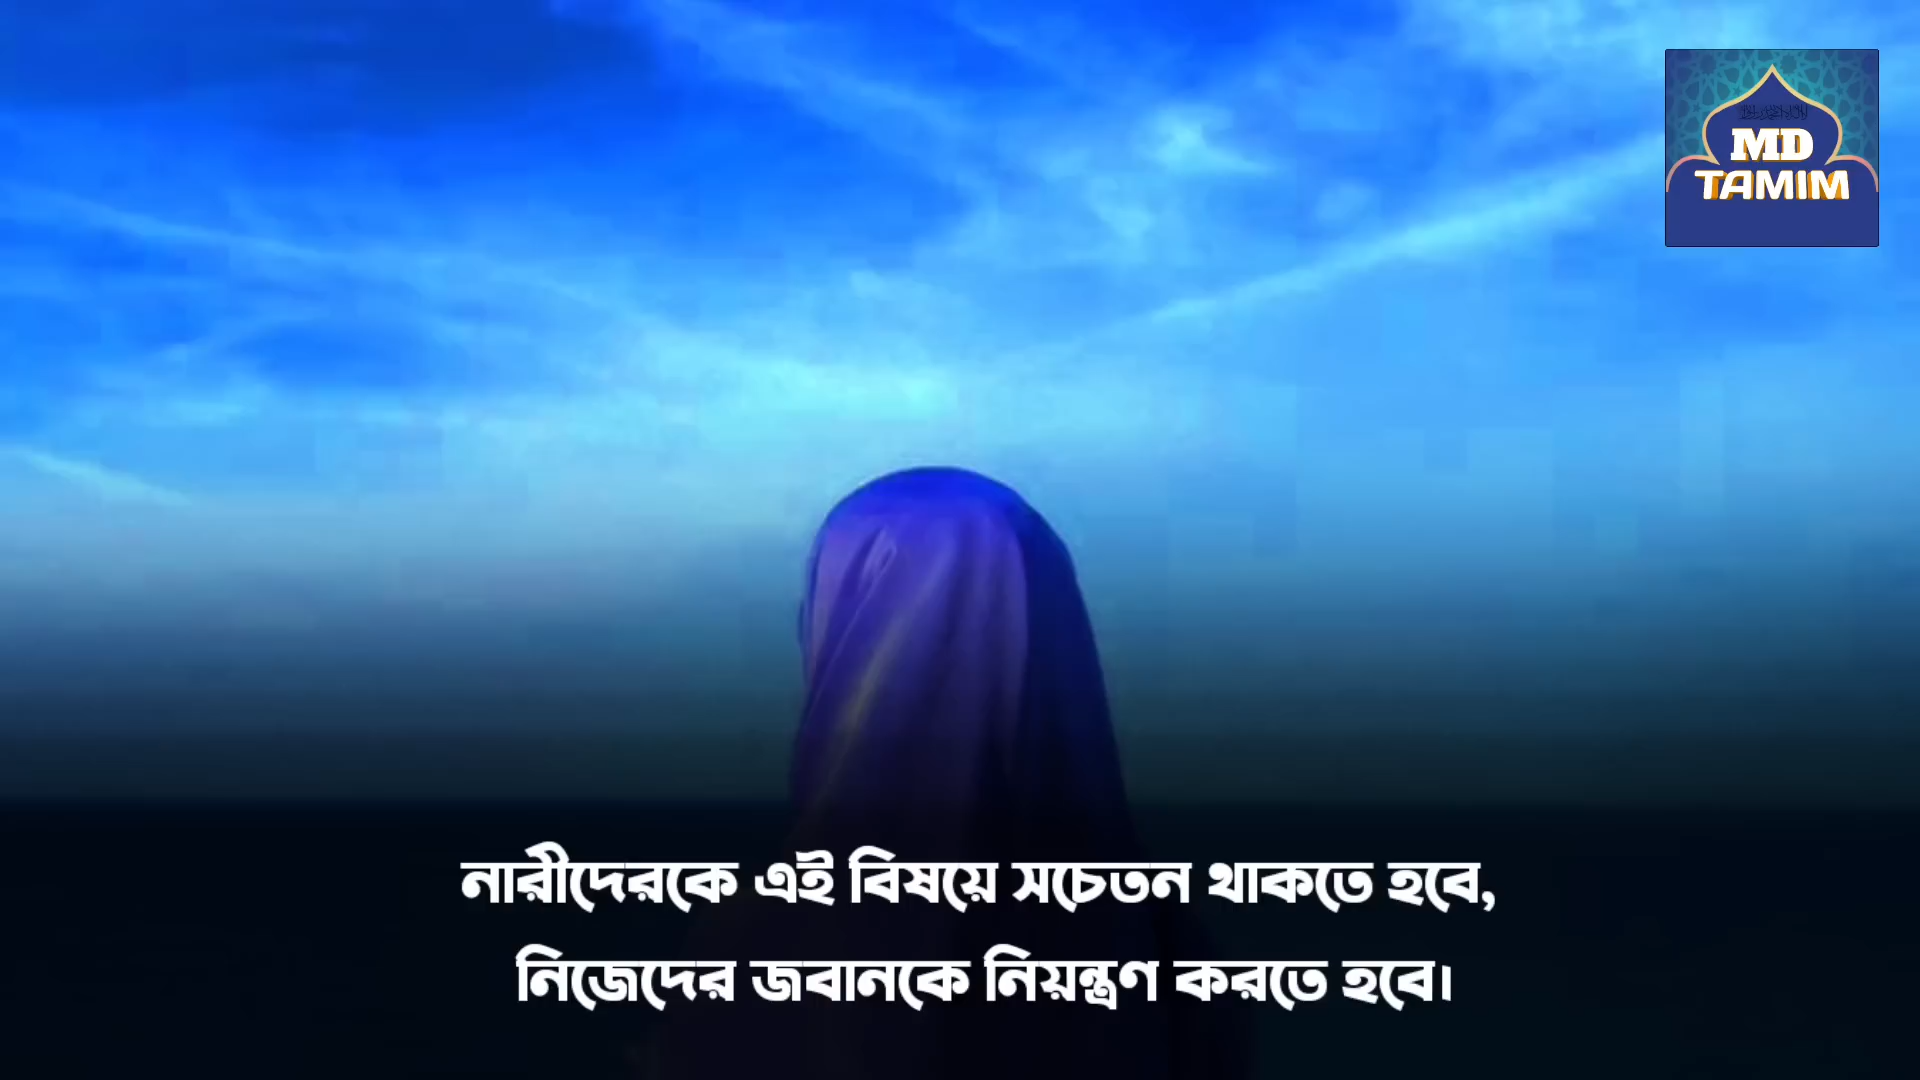 MD
TAMIM
নারীদেরকে এই বিষয়ে সচেতন থাকতে হবে,
নিজেদের জবানকে নিয়ন্ত্রণ করতে হবে।